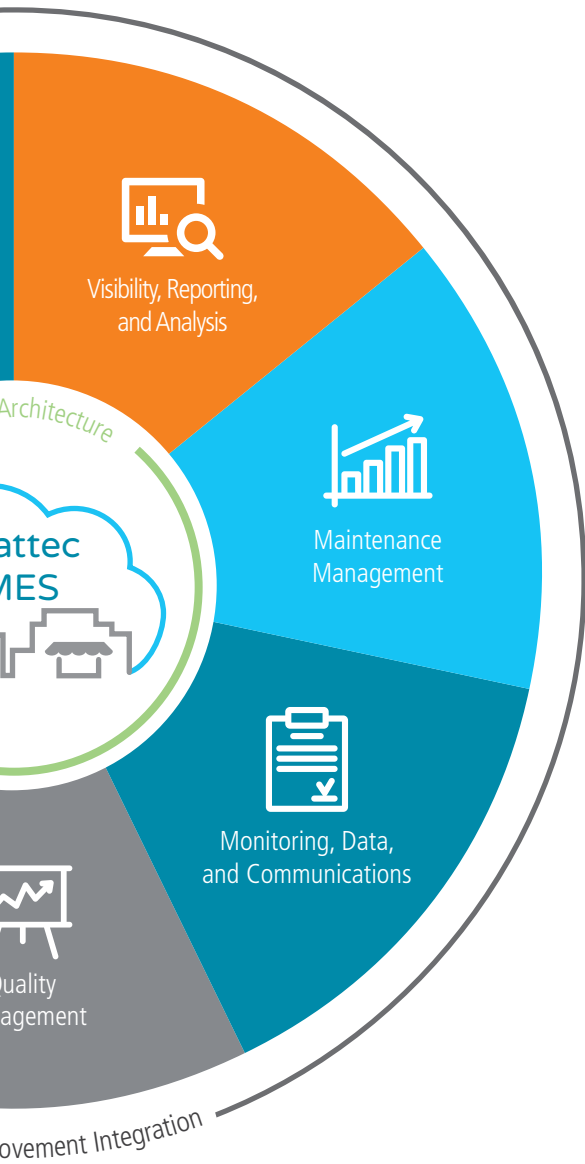 Visibility, Reporting,
and Analysis
Architecture
attec
MES
Maintenance
Management
Monitoring, Data,
and Communications
uality
agement
ovement Integration